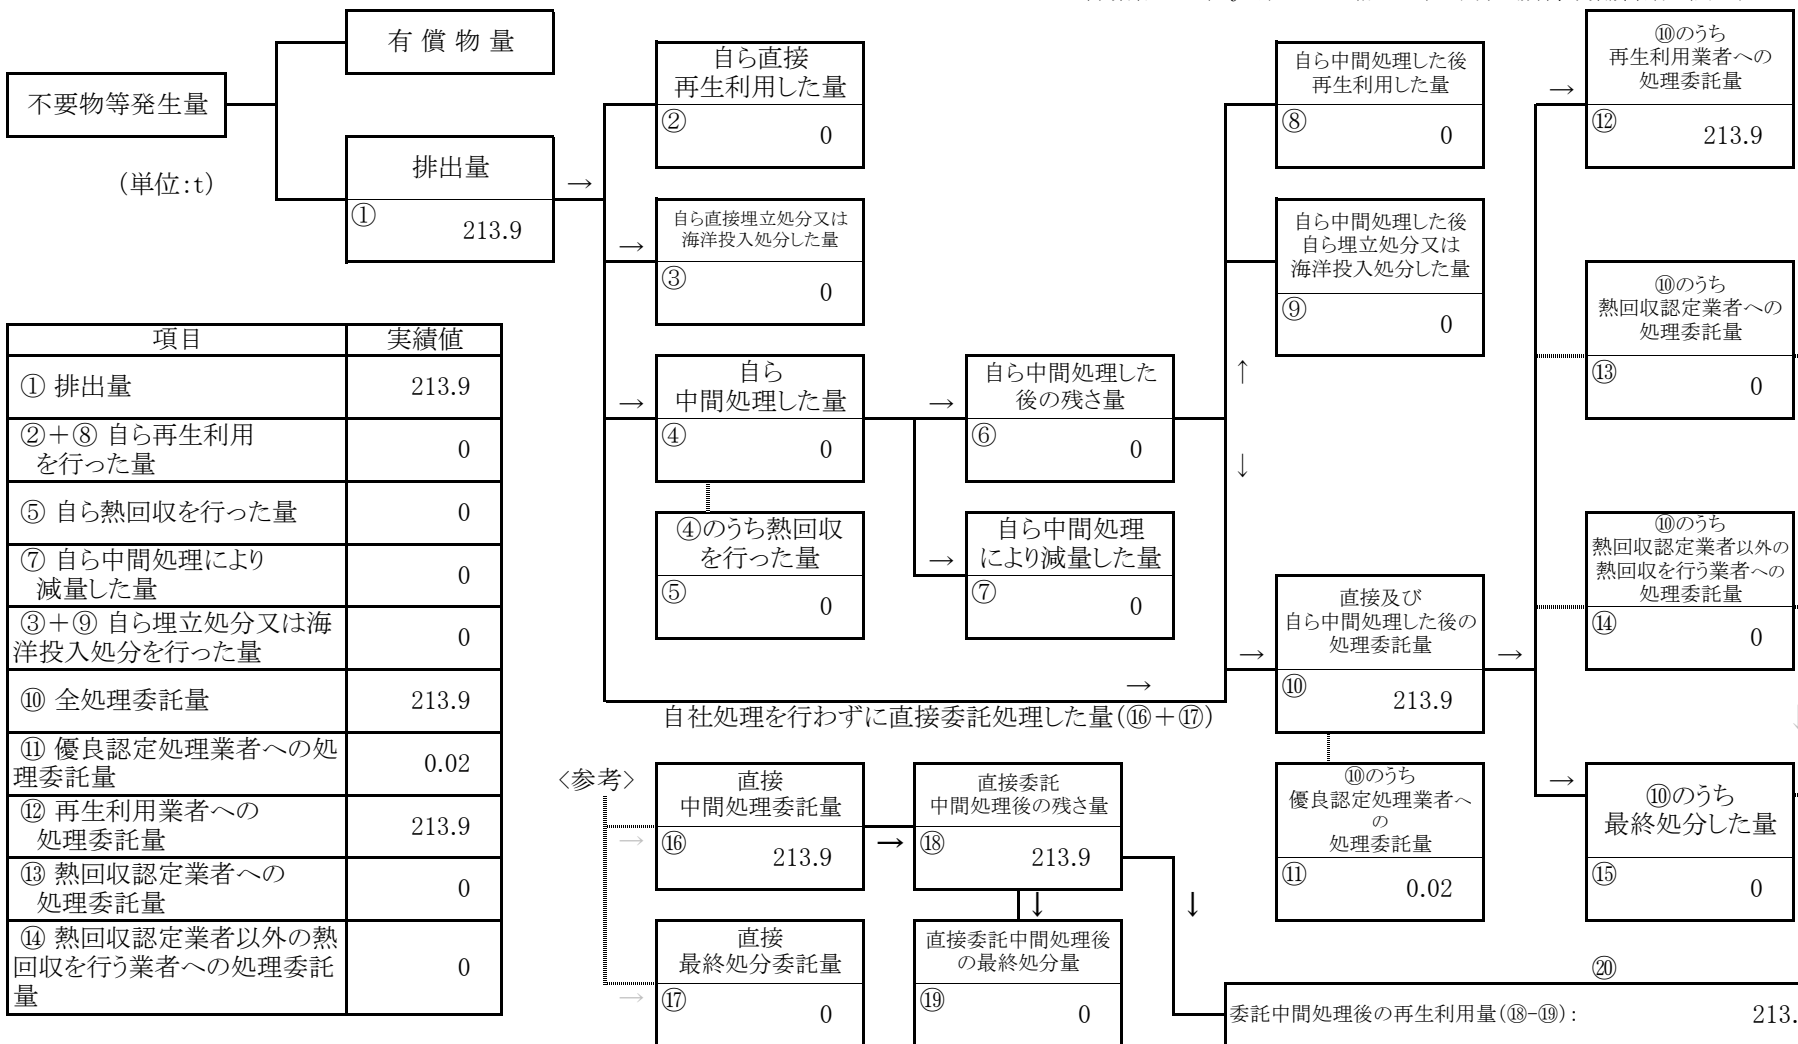 有 償 物 量
不要物等発生量
(単位:t)
排出量
①
213.9
→
自ら直接
再生利用した量
②
0
→
自ら直接埋立処分又は
海洋投入処分した量
③
0
→
自ら
中間処理した量
④
0
④のうち熱回収
を行った量
⑤
0
→
自ら中間処理した
後の残さ量
⑥
0
→
自ら中間処理
により減量した量
⑦
0
自ら中間処理した後
再生利用した量
⑧
0
自ら中間処理した後
自ら埋立処分又は
海洋投入処分した量
⑨
0
↑
↓
→
直接及び
自ら中間処理した後の
処理委託量
⑩
213.9
→
⑩のうち
優良認定処理業者へ
の
処理委託量
⑪
0.02
→
⑩のうち
再生利用業者への
処理委託量
⑫
213.9
⑩のうち
熱回収認定業者への
処理委託量
⑬
0
⑩のうち
熱回収認定業者以外の
熱回収を行う業者への
処理委託量
⑭
0
→
⑩のうち
最終処分した量
⑮
0
→
自社処理を行わずに直接委託処理した量(⑯+⑰)
<参考>
→
直接
中間処理委託量
⑯
213.9
→
直接委託
中間処理後の残さ量
⑱
213.9
↓
↓
→
直接
最終処分委託量
⑰
0
直接委託中間処理後
の最終処分量
⑲
0
⑳
委託中間処理後の再生利用量(⑱-⑲):
213.
項目 実績値
① 排出量 213.9
②+⑧ 自ら再生利用
を行った量 0
⑤ 自ら熱回収を行った量 0
⑦ 自ら中間処理により
減量した量 0
③+⑨ 自ら埋立処分又は海
洋投入処分を行った量 0
⑩ 全処理委託量 213.9
⑪ 優良認定処理業者への処
理委託量 0.02
⑫ 再生利用業者への
処理委託量 213.9
⑬ 熱回収認定業者への
処理委託量 0
⑭ 熱回収認定業者以外の熱
回収を行う業者への処理委託
量 0